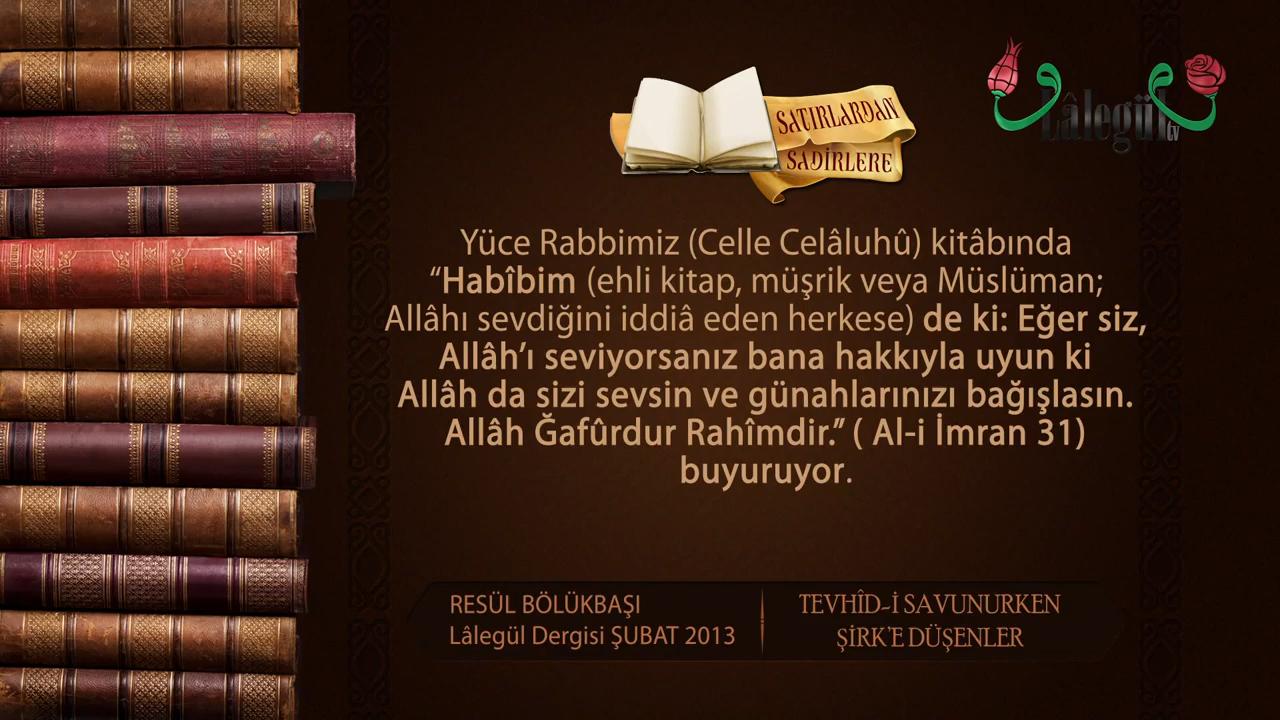 SATIRLARDAN
SADİRLERE
Lâlegül tv
Yüce Rabbimiz (Celle Celâluhû) kitâbında
“Habîbim (ehli kitap, müşrik veya Müslüman;
Allâhı sevdiğini iddiâ eden herkese) de ki: Eğer siz,
Allâh’ı seviyorsanız bana hakkıyla uyun ki
Allâh da sizi sevsin ve günahlarınızı bağışlasın.
Allâh Ğafûrdur Rahîmdir.” ( Al-i İmran 31)
buyuruyor.
RESÜL BÖLÜKBAŞI
Lâlegül Dergisi ŞUBAT 2013
TEVHÎD-İ SAVUNURKEN
ŞİRK'E DÜŞENLER